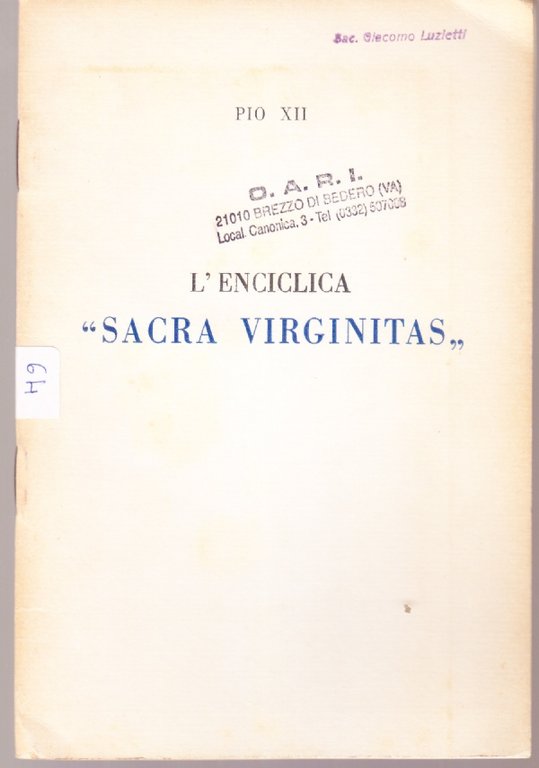 Sac. Giacomo Luzietti
PIO XII
O. A. R. I.
21010 BREZZO DI BEDERO (VA)
Local. Canonica, 3 - Tel (0332) 507008
L' ENCICLICA
“SACRA VIRGINITAS„
H9